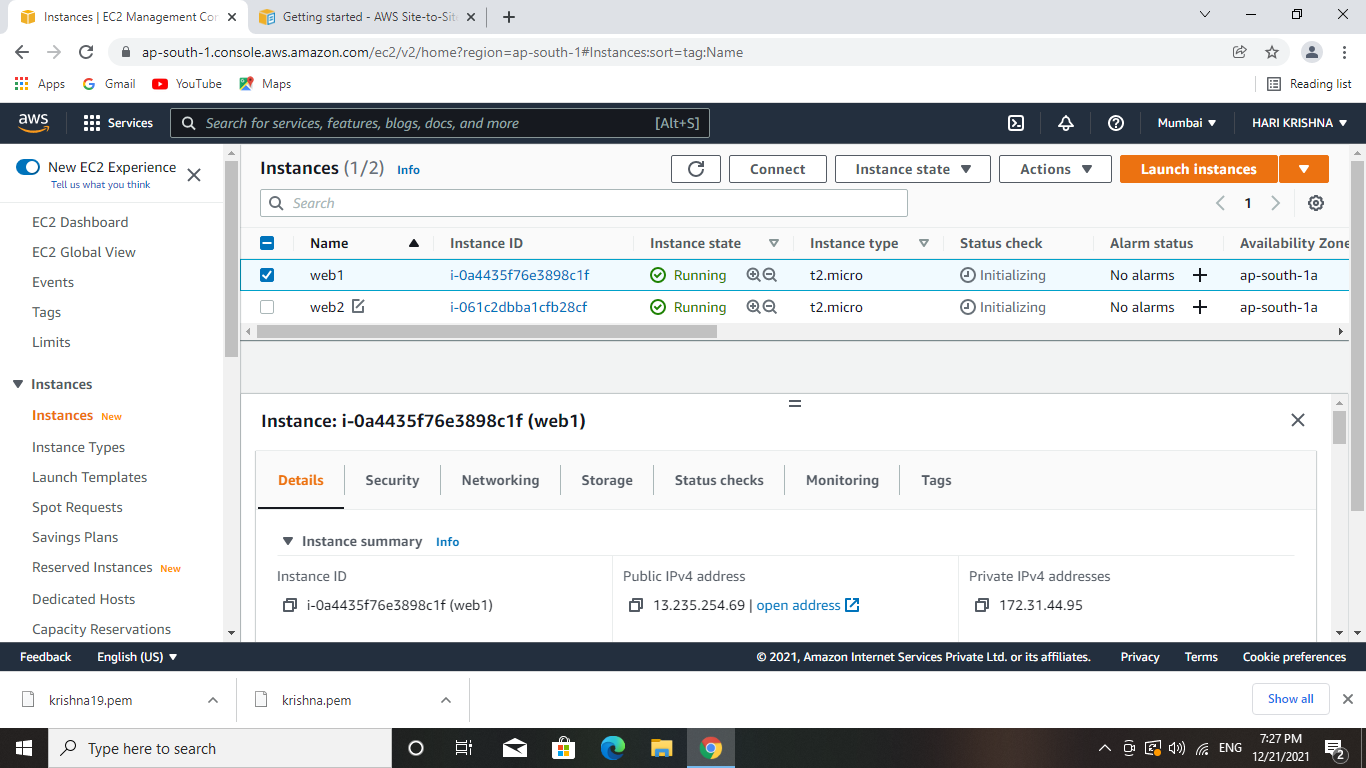 Instances | EC2 Management Con
Getting started - AWS Site-to-Site
ap-south-1.console.aws.amazon.com/ec2/v2/home?region=ap-south-1#Instances:sort=tag:Name
Apps Gmail YouTube Maps Reading list
aws Services Search for services, features, blogs, docs, and more [Alt+S] Mumbai HARI KRISHNA
New EC2 Experience
Tell us what you think
EC2 Dashboard
EC2 Global View
Events
Tags
Limits
Instances
Instances New
Instance Types
Launch Templates
Spot Requests
Savings Plans
Reserved Instances New
Dedicated Hosts
Capacity Reservations
Instances (1/2) Info Connect Instance state Actions Launch instances
Search 1
Name Instance ID Instance state Instance type Status check Alarm status Availability Zone
web1 i-0a4435f76e3898c1f Running t2.micro Initializing No alarms + ap-south-1a
web2 i-061c2dbba1cfb28cf Running t2.micro Initializing No alarms + ap-south-1a
Instance: i-0a4435f76e3898c1f (web1)
Details Security Networking Storage Status checks Monitoring Tags
Instance summary Info
Instance ID Public IPv4 address Private IPv4 addresses
i-0a4435f76e3898c1f (web1) 13.235.254.69 | open address 172.31.44.95
Feedback English (US) © 2021, Amazon Internet Services Private Ltd. or its affiliates. Privacy Terms Cookie preferences
krishna19.pem krishna.pem Show all
Type here to search ENG 7:27 PM
12/21/2021 2